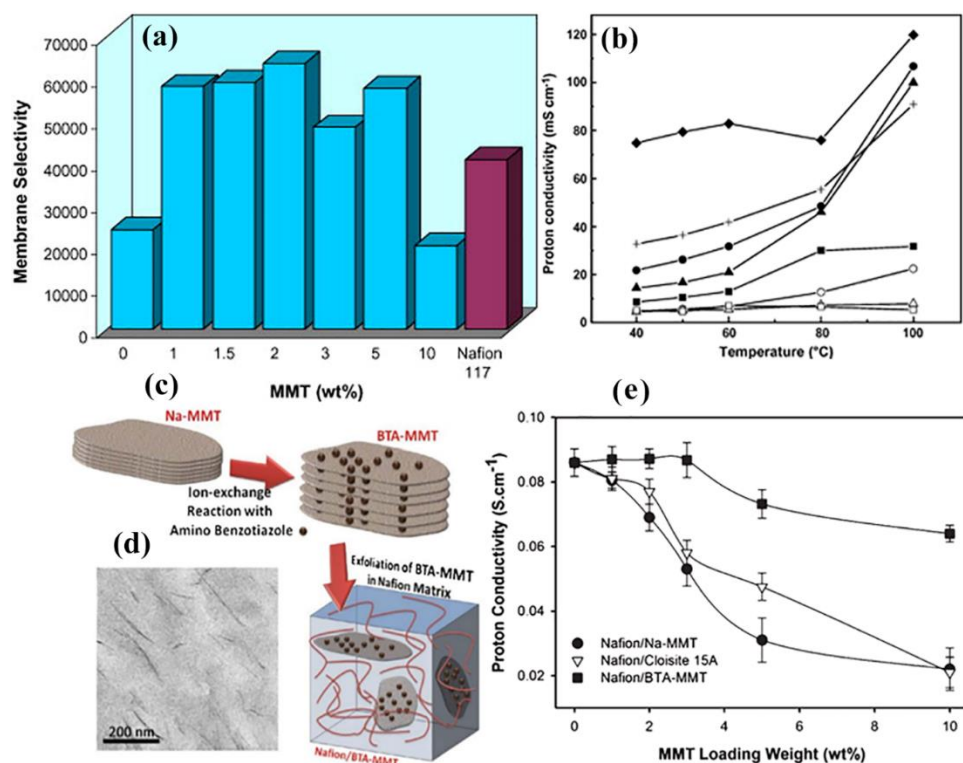 (a)
Membrane Selectivity
70000
60000
50000
40000
30000
20000
10000
0
0 1 1.5 2 3 5 10 Nafion
117
MMT (wt%)
(b)
Proton conductivity (mS cm⁻¹)
120
100
80
60
40
20
0
40 60 80 100
Temperature (°C)
(c)
Na-MMT
BTA-MMT
Ion-exchange
Reaction with
Amino Benzotiazole
(d)
200 nm
Exfoliation of BTA-MMT
in Nafion Matrix
Nafion/BTA-MMT
(e)
Proton Conductivity (S.cm⁻¹)
0.10
0.08
0.06
0.04
0.02
Nafion/Na-MMT
Nafion/Cloisite 15A
Nafion/BTA-MMT
0 2 4 6 8 10
MMT Loading Weight (wt%)